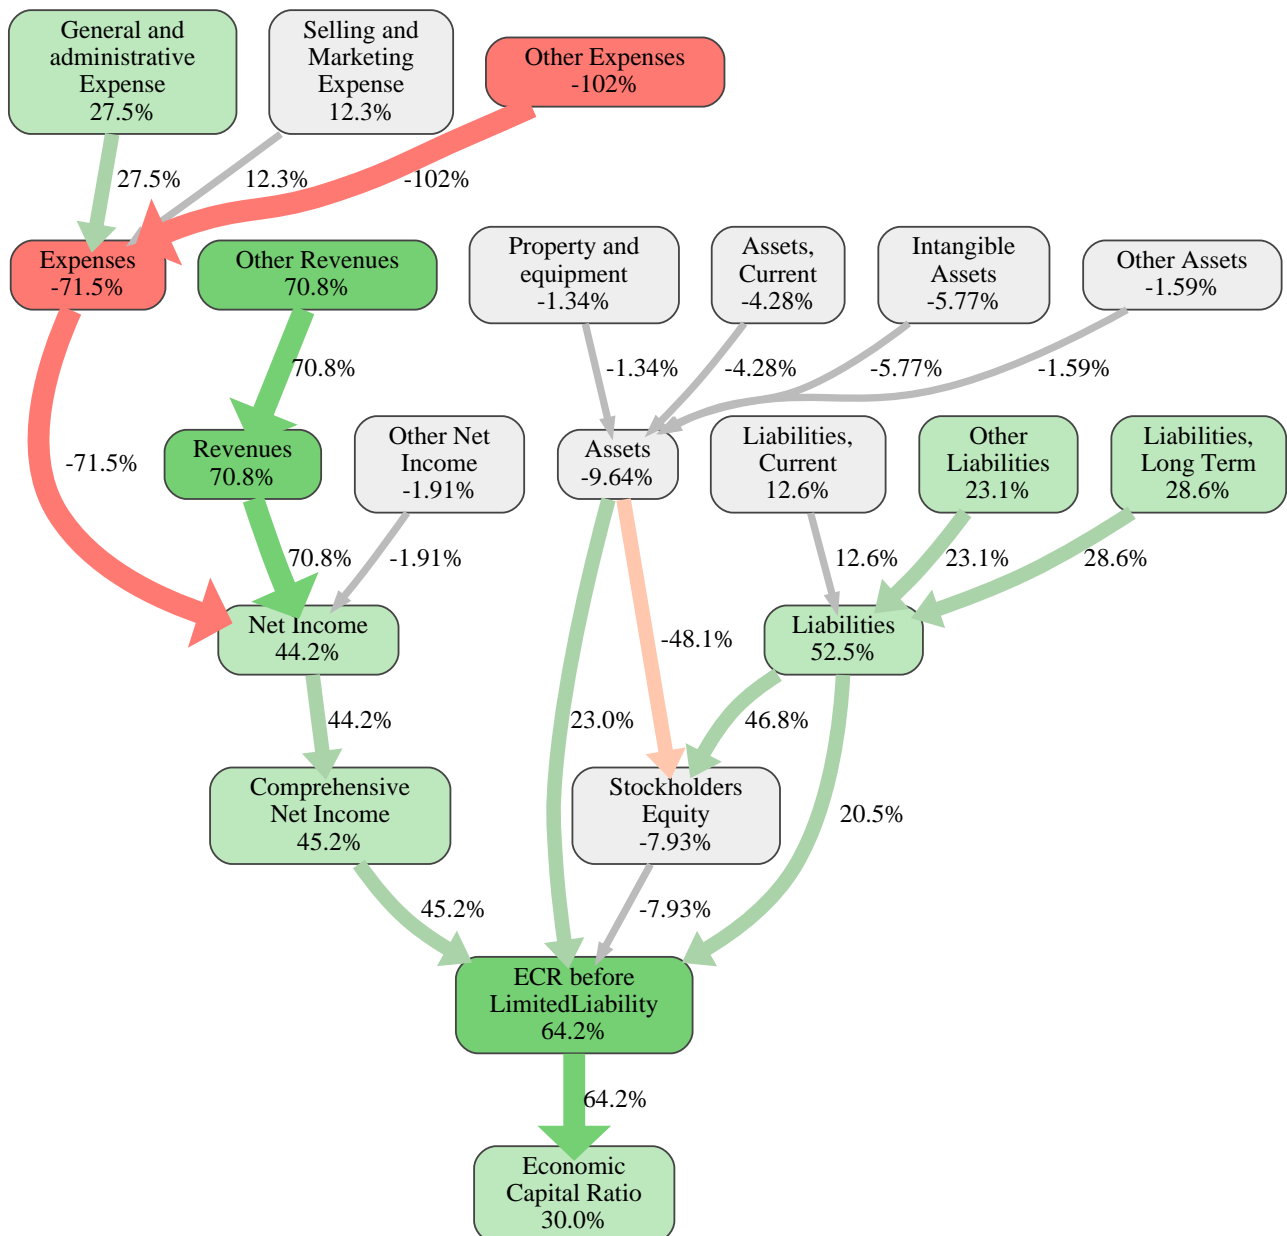 General and
administrative
Expense
27.5%
Selling and
Marketing
Expense
12.3%
Other Expenses
-102%
27.5%
12.3%
-102%
Expenses
-71.5%
Other Revenues
70.8%
Property and
equipment
-1.34%
Assets,
Current
-4.28%
Intangible
Assets
-5.77%
Other Assets
-1.59%
70.8%
-1.34%
-4.28%
-5.77%
-1.59%
-71.5%
Revenues
70.8%
Other Net
Income
-1.91%
Assets
-9.64%
Liabilities,
Current
12.6%
Other
Liabilities
23.1%
Liabilities,
Long Term
28.6%
70.8%
-1.91%
12.6%
23.1%
28.6%
Net Income
44.2%
-48.1%
Liabilities
52.5%
44.2%
23.0%
46.8%
Comprehensive
Net Income
45.2%
Stockholders
Equity
-7.93%
20.5%
45.2%
-7.93%
ECR before
LimitedLiability
64.2%
64.2%
Economic
Capital Ratio
30.0%